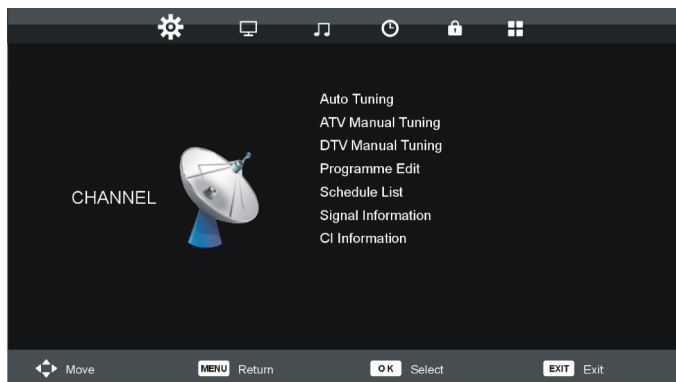 Auto Tuning
ATV Manual Tuning
DTV Manual Tuning
Programme Edit
CHANNEL
Schedule List
Signal Information
CI Information
Move MENU Return OK Select EXIT Exit